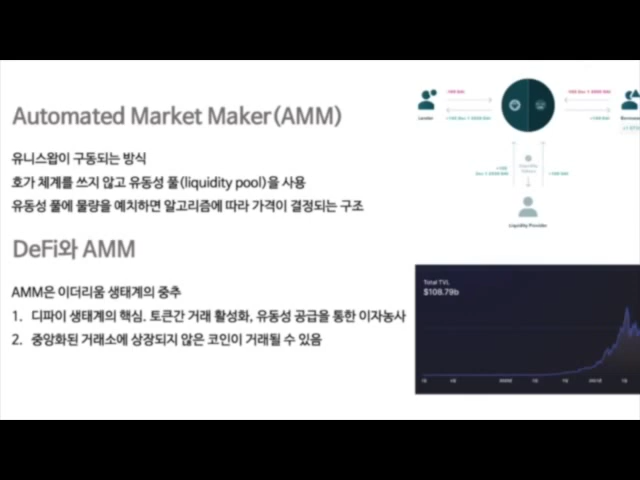 Automated Market Maker(AMM)
유니스왑이 구동되는 방식
호가 체계를 쓰지 않고 유동성 풀(liquidity pool)을 사용
유동성 풀에 물량을 예치하면 알고리즘에 따라 가격이 결정되는 구조
DeFi와 AMM
AMM은 이더리움 생태계의 중추
1. 디파이 생태계의 핵심. 토큰간 거래 활성화, 유동성 공급을 통한 이자농사
2. 중앙화된 거래소에 상장되지 않은 코인이 거래될 수 있음
Lender
Liquidity Provider
Total TVL
$108.79b